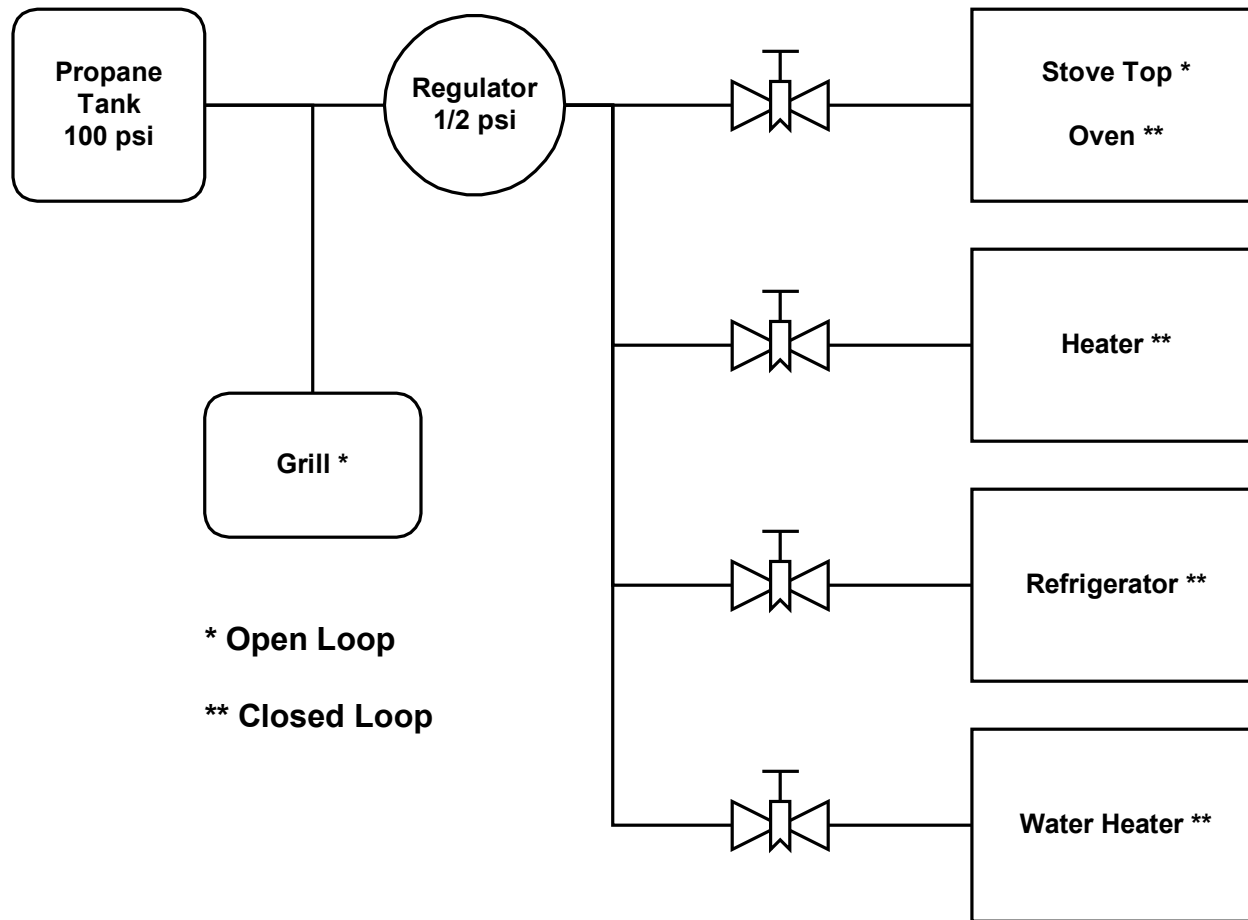 Propane
Tank
100 psi
Regulator
1/2 psi
Stove Top *
Oven **
Heater **
Grill *
Refrigerator **
* Open Loop
** Closed Loop
Water Heater **